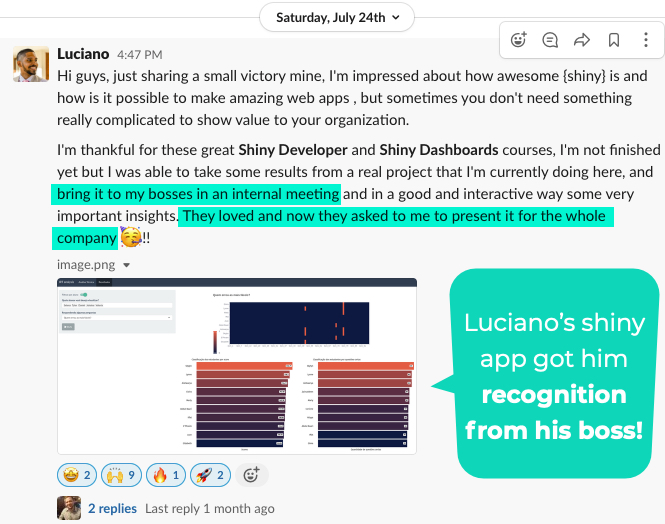 Saturday, July 24th
Luciano 4:47 PM
Hi guys, just sharing a small victory mine, I'm impressed about how awesome {shiny} is and
how is it possible to make amazing web apps , but sometimes you don't need something
really complicated to show value to your organization.
I'm thankful for these great Shiny Developer and Shiny Dashboards courses, I'm not finished
yet but I was able to take some results from a real project that I'm currently doing here, and
bring it to my bosses in an internal meeting and in a good and interactive way some very
important insights. They loved and now they asked to me to present it for the whole
company 🥳!!
image.png
Luciano's shiny
app got him
recognition
from his boss!
🤩 2 🙌 9 🔥 1 🚀 2
2 replies Last reply 1 month ago